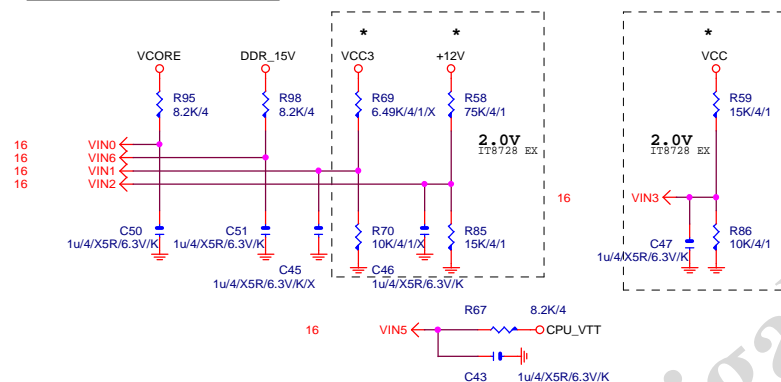 * * *
VCORE DDR_15V VCC3 +12V VCC
R95 8.2K/4
R98 8.2K/4
R69 6.49K/4/1/X
R58 75K/4/1
R59 15K/4/1
2.0V
IT8728 EX
2.0V
IT8728 EX
16 VIN0
16 VIN6
16 VIN1
16 VIN2
16 VIN3
C50 1u/4/X5R/6.3V/K
C51 1u/4/X5R/6.3V/K
C45 1u/4/X5R/6.3V/K/X
R70 10K/4/1/X
C46 1u/4/X5R/6.3V/K
R85 15K/4/1
C47 1u/4/X5R/6.3V/K
R86 10K/4/1
R67 8.2K/4
16 VIN5 CPU_VTT
C43 1u/4/X5R/6.3V/K